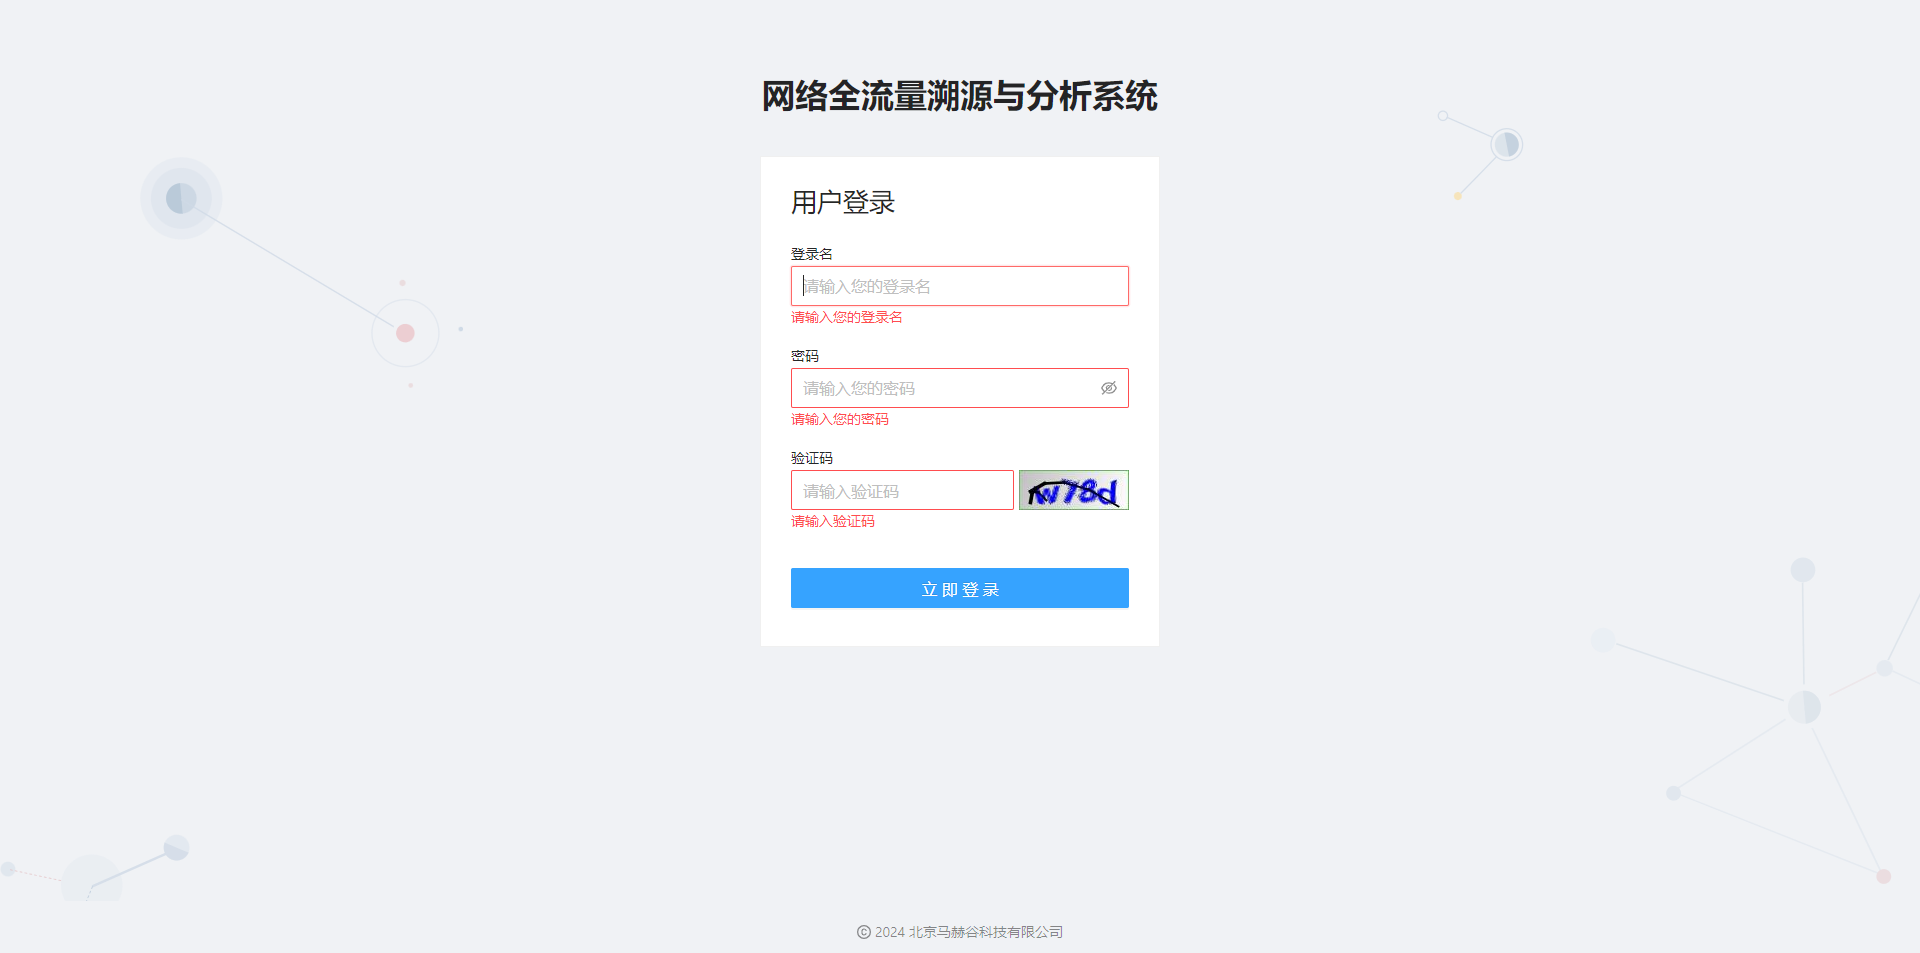 网络全流量溯源与分析系统
用户登录
登录名
请输入您的登录名
请输入您的登录名
密码
请输入您的密码
请输入您的密码
验证码
请输入验证码
w78d
请输入验证码
立即登录
© 2024 北京马赫谷科技有限公司